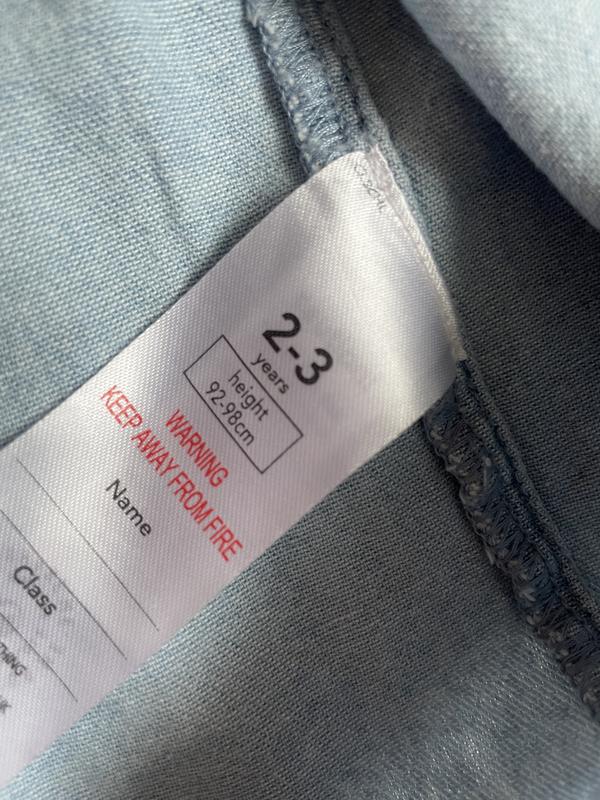 2-3
years
height
92-98cm
WARNING
KEEP AWAY FROM FIRE
Name
Class